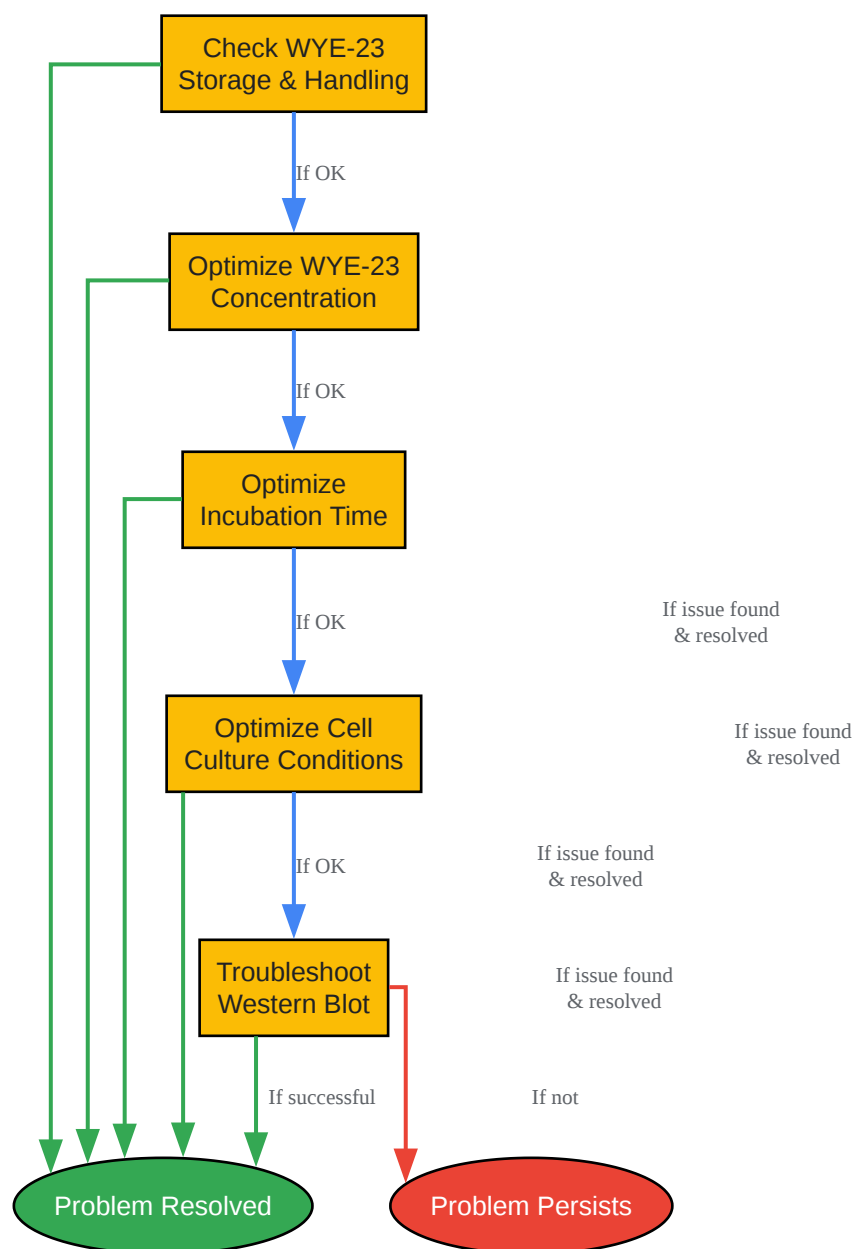 Check WYE-23
Storage & Handling
If OK
Optimize WYE-23
Concentration
If OK
Optimize
Incubation Time
If OK
If issue found
& resolved
Optimize Cell
Culture Conditions
If issue found
& resolved
If OK
If issue found
& resolved
Troubleshoot
Western Blot
If issue found
& resolved
If successful
If not
Problem Resolved
Problem Persists